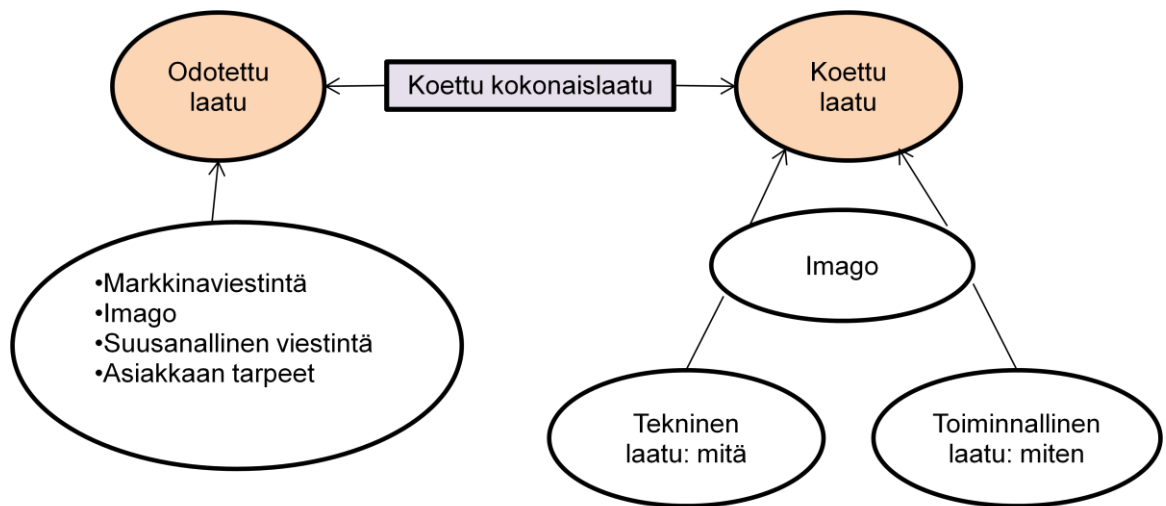 Odotettu
laatu
Koettu kokonaislaatu
Koettu
laatu
•Markkinaviestintä
•Imago
•Suusanallinen viestintä
•Asiakkaan tarpeet
Imago
Tekninen
laatu: mitä
Toiminnallinen
laatu: miten